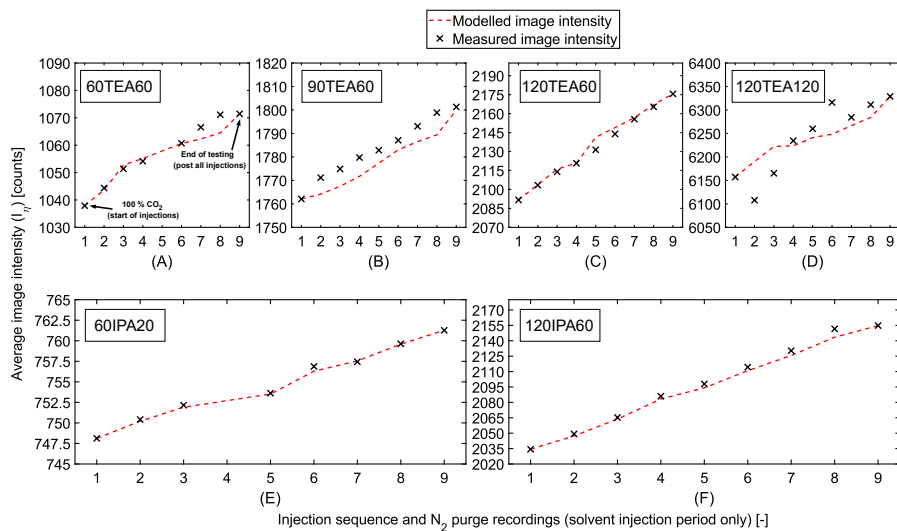 Modelled image intensity
Measured image intensity
Average image intensity (I_η) [counts]
1090
1080
1070
1060
1050
1040
1030
60TEA60
100 % CO2
(start of injections)
End of testing
(post all injections)
1 2 3 4 5 6 7 8 9
(A)
1820
1810
1800
1790
1780
1770
1760
1750
90TEA60
1 2 3 4 5 6 7 8 9
(B)
2190
2175
2160
2145
2130
2115
2100
2085
2070
120TEA60
1 2 3 4 5 6 7 8 9
(C)
6400
6350
6300
6250
6200
6150
6100
6050
120TEA120
1 2 3 4 5 6 7 8 9
(D)
765
762.5
760
757.5
755
752.5
750
747.5
745
60IPA20
1 2 3 4 5 6 7 8 9
(E)
2170
2155
2140
2125
2110
2095
2080
2065
2050
2035
2020
120IPA60
1 2 3 4 5 6 7 8 9
(F)
Injection sequence and N2 purge recordings (solvent injection period only) [-]